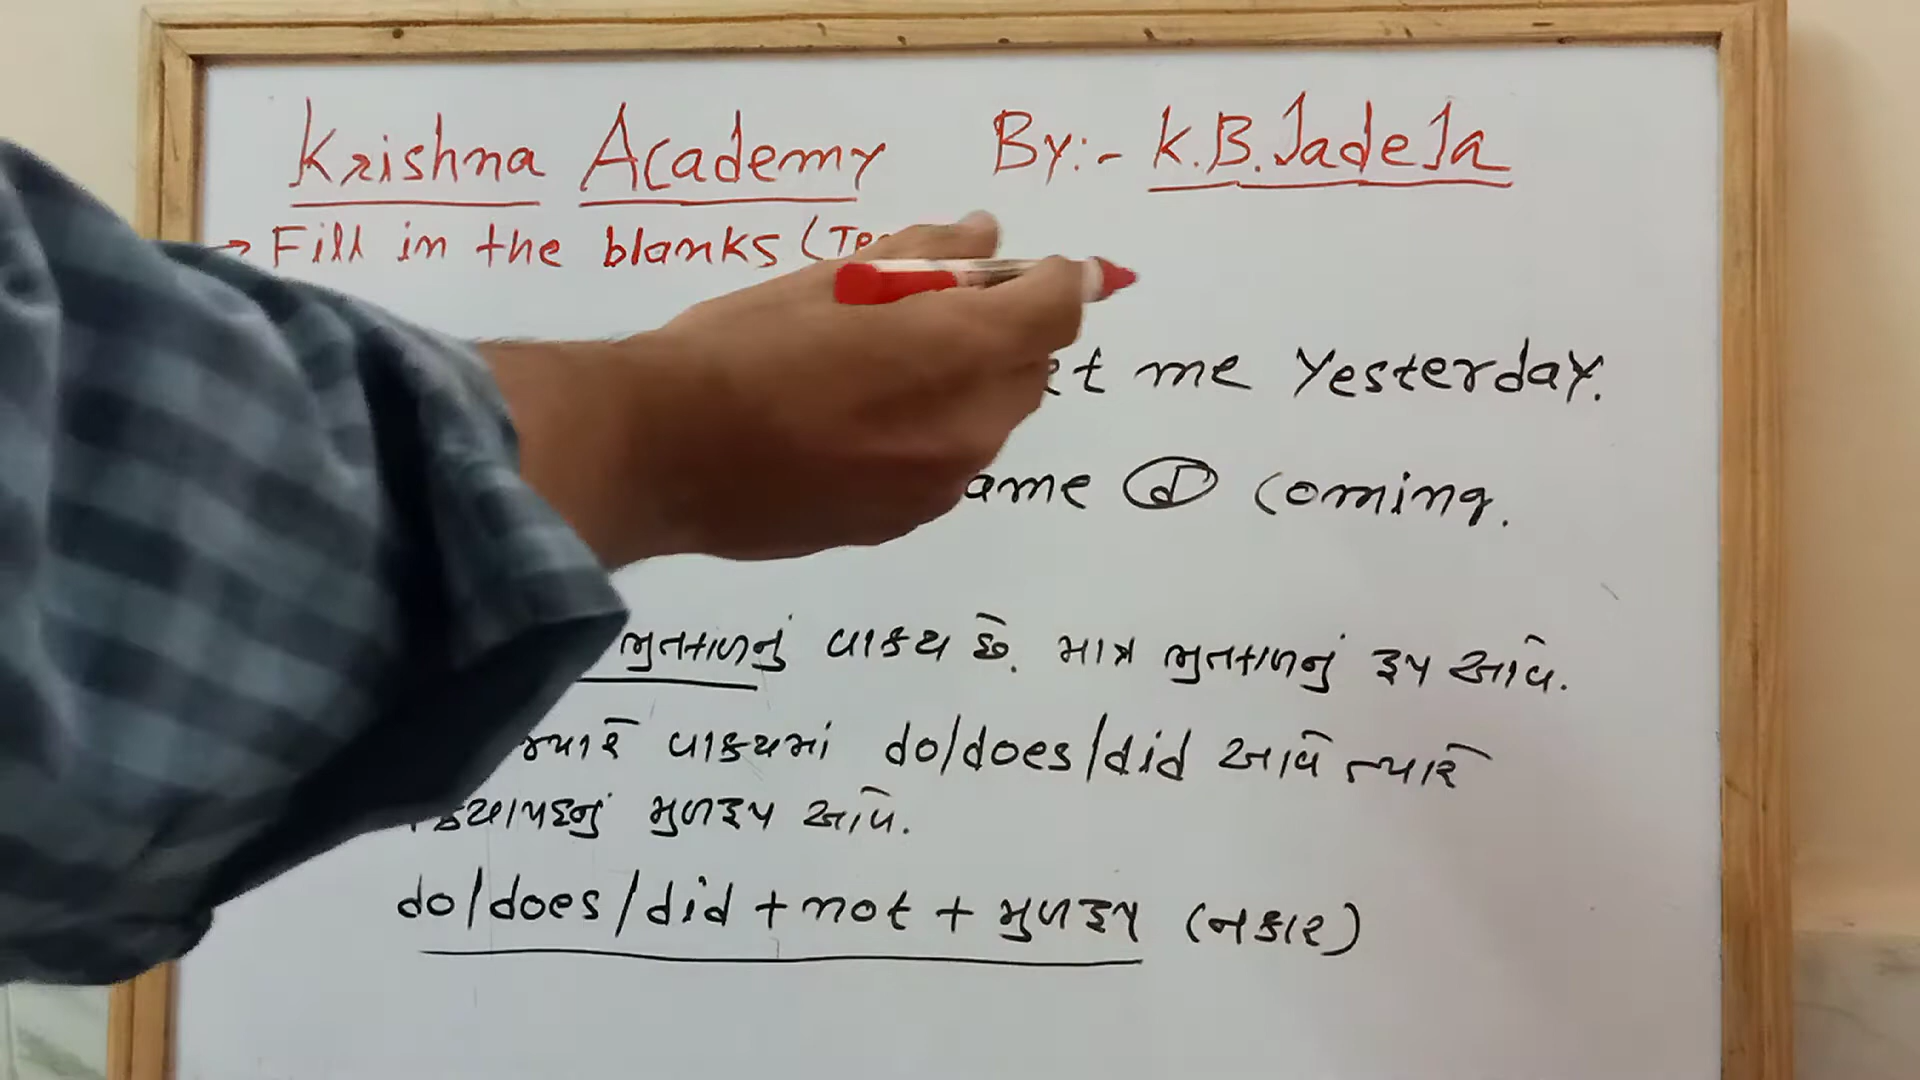 Krishna Academy By:- K.B.Jadeja
→ Fill in the blanks (Te
et me yesterday.
ame ⓓ coming.
ભુતકાળનું વાક્ય છે. માત્ર ભુતકાળનું રૂપ આવે.
જ્યારે વાક્યમાં do/does/did આવે ત્યારે
ક્રિયાપદનું મુળરૂપ આવે.
do/does/did + not + મુળરૂપ (નકાર)